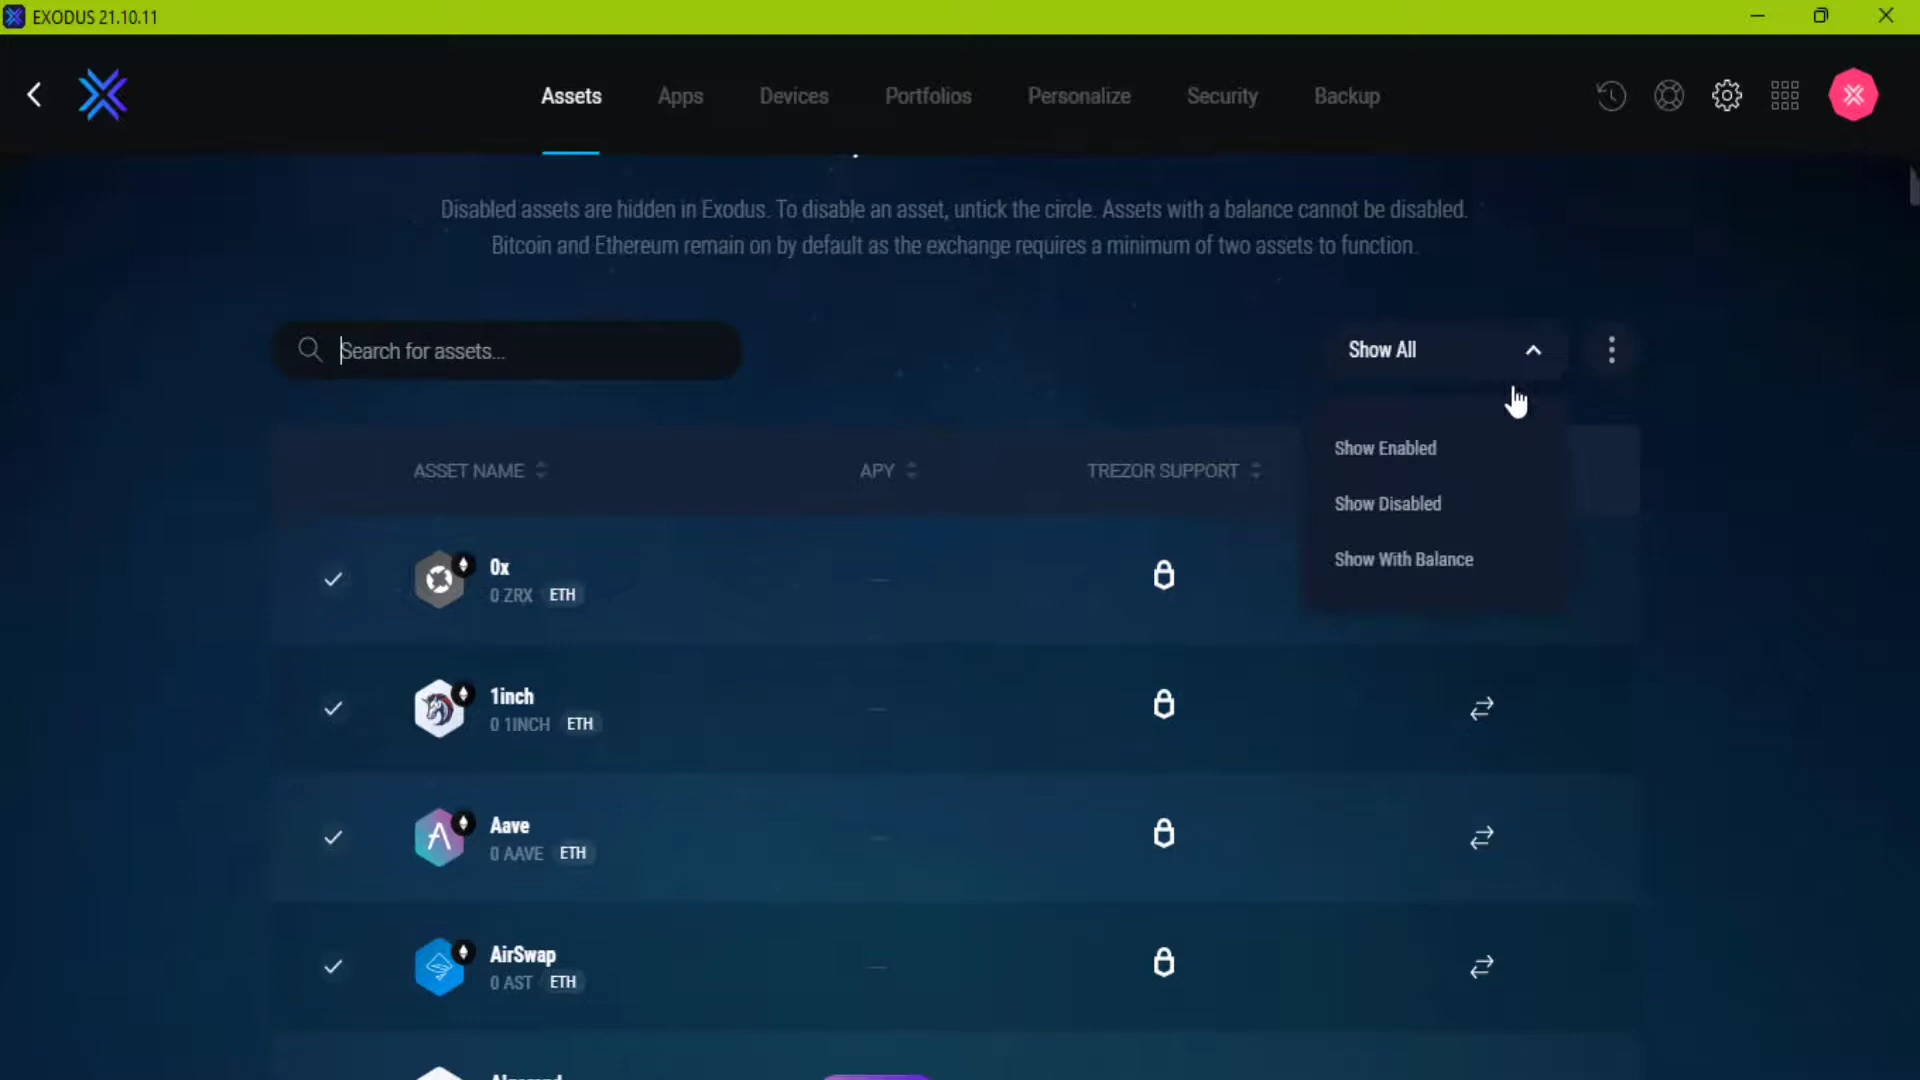 EXODUS 21.10.11
Assets
Apps
Devices
Portfolios
Personalize
Security
Backup
Disabled assets are hidden in Exodus. To disable an asset, untick the circle. Assets with a balance cannot be disabled.
Bitcoin and Ethereum remain on by default as the exchange requires a minimum of two assets to function.
Search for assets...
Show All
Show Enabled
Show Disabled
Show With Balance
ASSET NAME
APY
TREZOR SUPPORT
0x
0 ZRX ETH
1inch
0 1INCH ETH
Aave
0 AAVE ETH
AirSwap
0 AST ETH